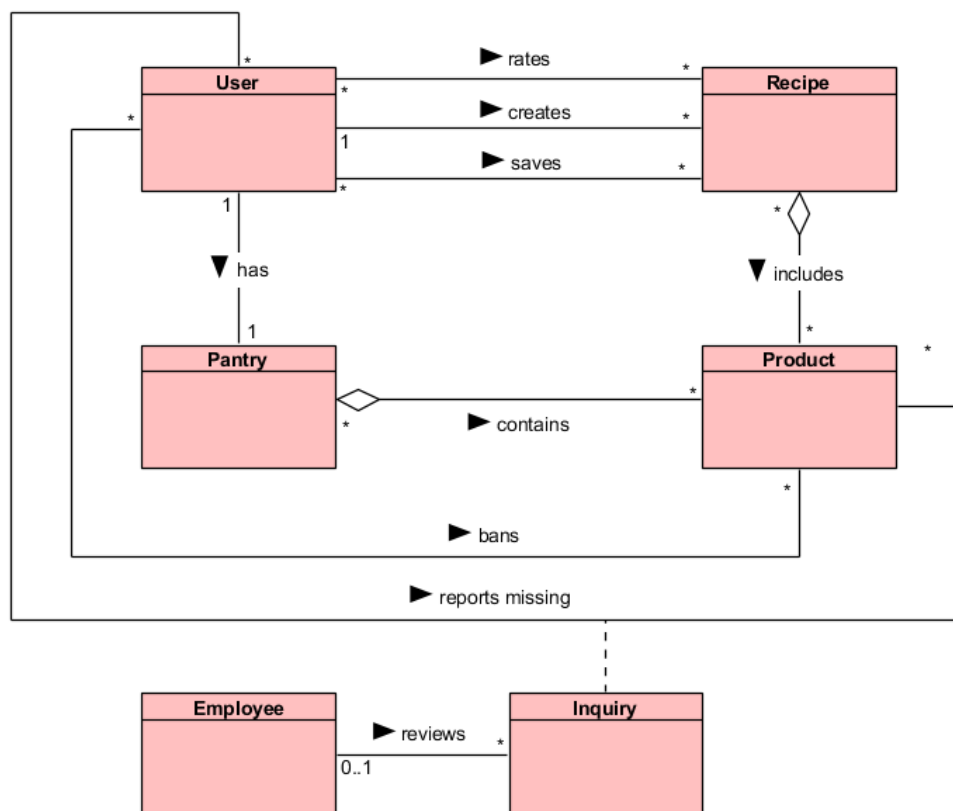 *
rates
*
User
Recipe
*
*
creates
*
1
saves
*
*
1
*
has
includes
1
*
*
Pantry
Product
*
*
contains
*
bans
reports missing
Employee
Inquiry
reviews
*
0..1